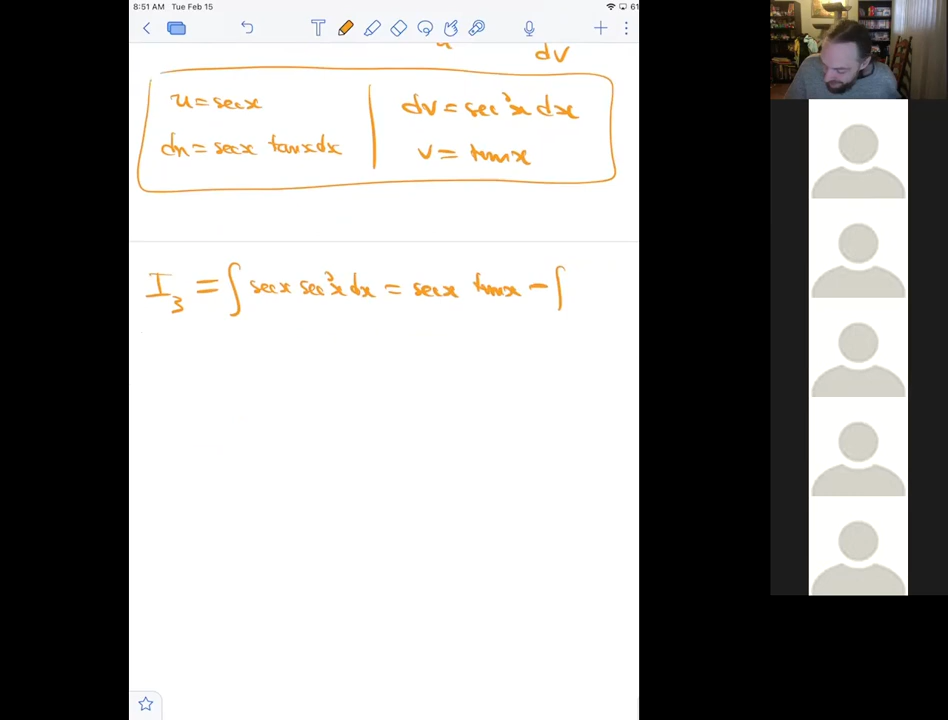 8:51 AM Tue Feb 15
61
T
dv
u = sec x
du = sec x tan x dx
dv = sec²x dx
v = tan x
I₃ = ∫ sec x sec²x dx = sec x tan x − ∫